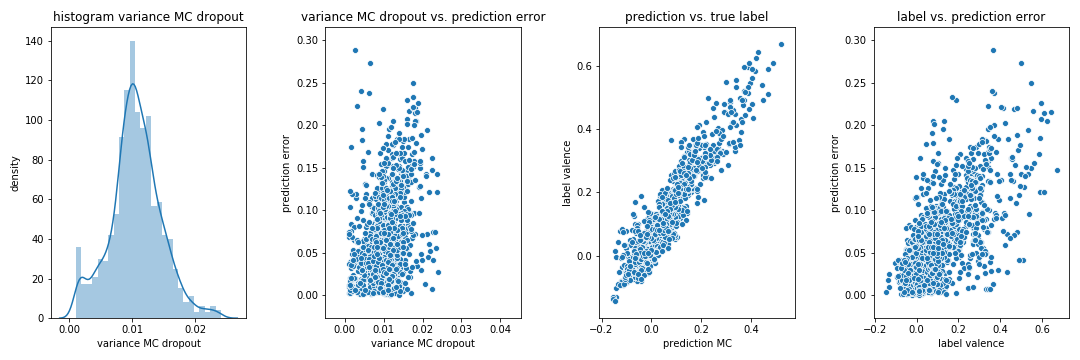 histogram variance MC dropout
140
120
100
80
60
40
20
0
density
0.00 0.01 0.02
variance MC dropout
variance MC dropout vs. prediction error
0.30
0.25
0.20
0.15
0.10
0.05
0.00
prediction error
0.00 0.01 0.02 0.03 0.04
variance MC dropout
prediction vs. true label
0.6
0.4
0.2
0.0
label valence
−0.2 0.0 0.2 0.4
prediction MC
label vs. prediction error
0.30
0.25
0.20
0.15
0.10
0.05
0.00
prediction error
−0.2 0.0 0.2 0.4 0.6
label valence